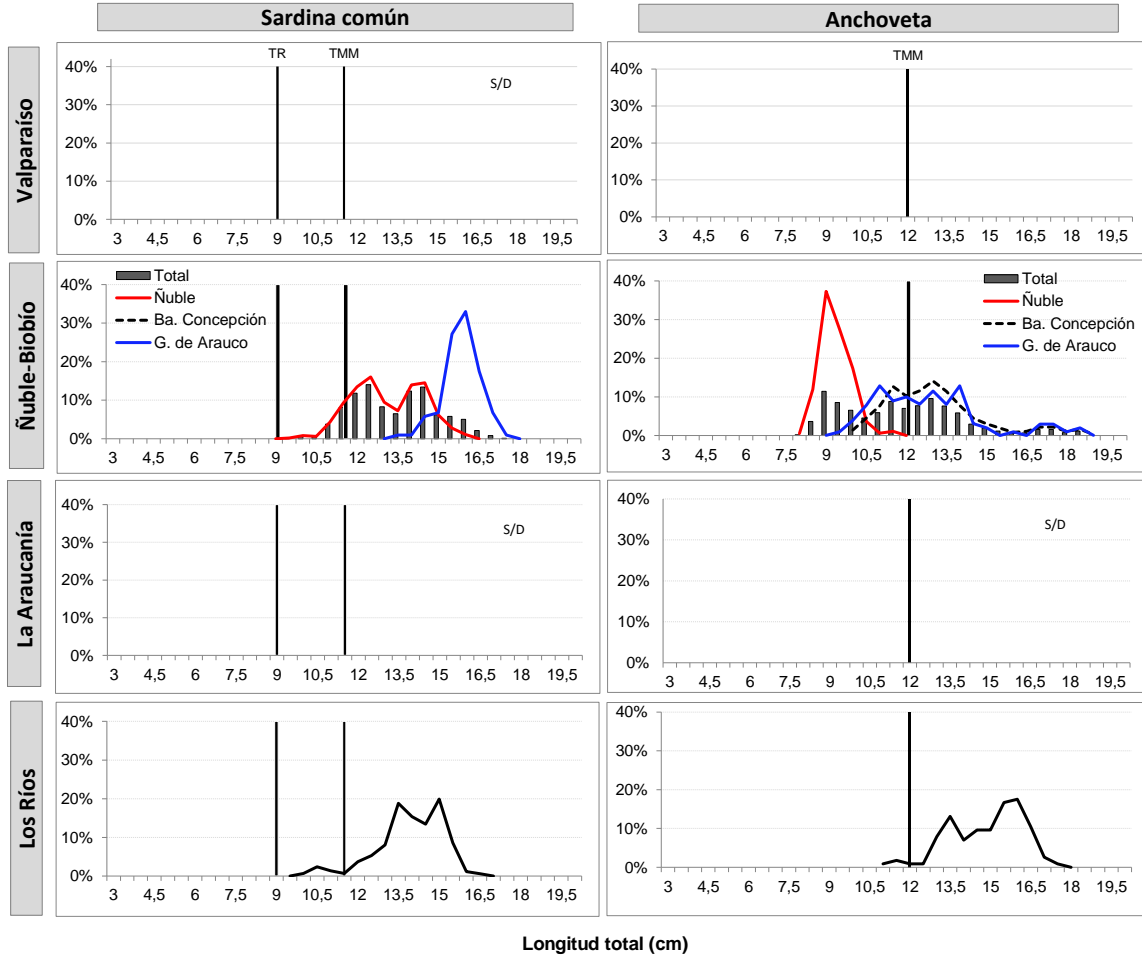 Sardina común
Anchoveta
Valparaíso
TR
TMM
S/D
40%
30%
20%
10%
0%
3 4,5 6 7,5 9 10,5 12 13,5 15 16,5 18 19,5
TMM
40%
30%
20%
10%
0%
3 4,5 6 7,5 9 10,5 12 13,5 15 16,5 18 19,5
Ñuble-Biobío
40%
30%
20%
10%
0%
Total
Ñuble
Ba. Concepción
G. de Arauco
3 4,5 6 7,5 9 10,5 12 13,5 15 16,5 18 19,5
40%
30%
20%
10%
0%
Total
Ñuble
Ba. Concepción
G. de Arauco
3 4,5 6 7,5 9 10,5 12 13,5 15 16,5 18 19,5
La Araucanía
40%
30%
20%
10%
0%
S/D
3 4,5 6 7,5 9 10,5 12 13,5 15 16,5 18 19,5
40%
30%
20%
10%
0%
S/D
3 4,5 6 7,5 9 10,5 12 13,5 15 16,5 18 19,5
Los Ríos
40%
30%
20%
10%
0%
3 4,5 6 7,5 9 10,5 12 13,5 15 16,5 18 19,5
40%
30%
20%
10%
0%
3 4,5 6 7,5 9 10,5 12 13,5 15 16,5 18 19,5
Longitud total (cm)